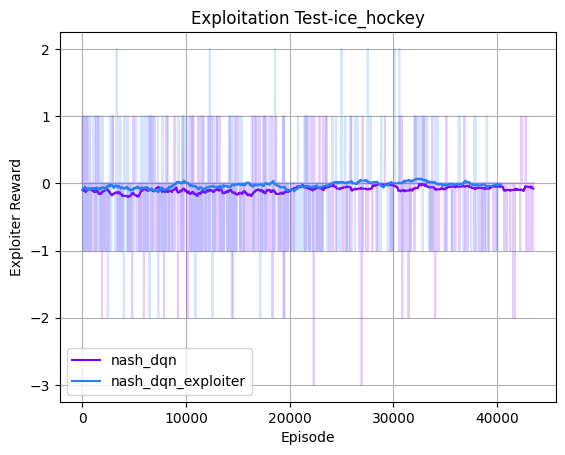 Exploitation Test-ice_hockey
Exploiter Reward
2
1
0
−1
−2
−3
nash_dqn
nash_dqn_exploiter
0
10000
20000
30000
40000
Episode